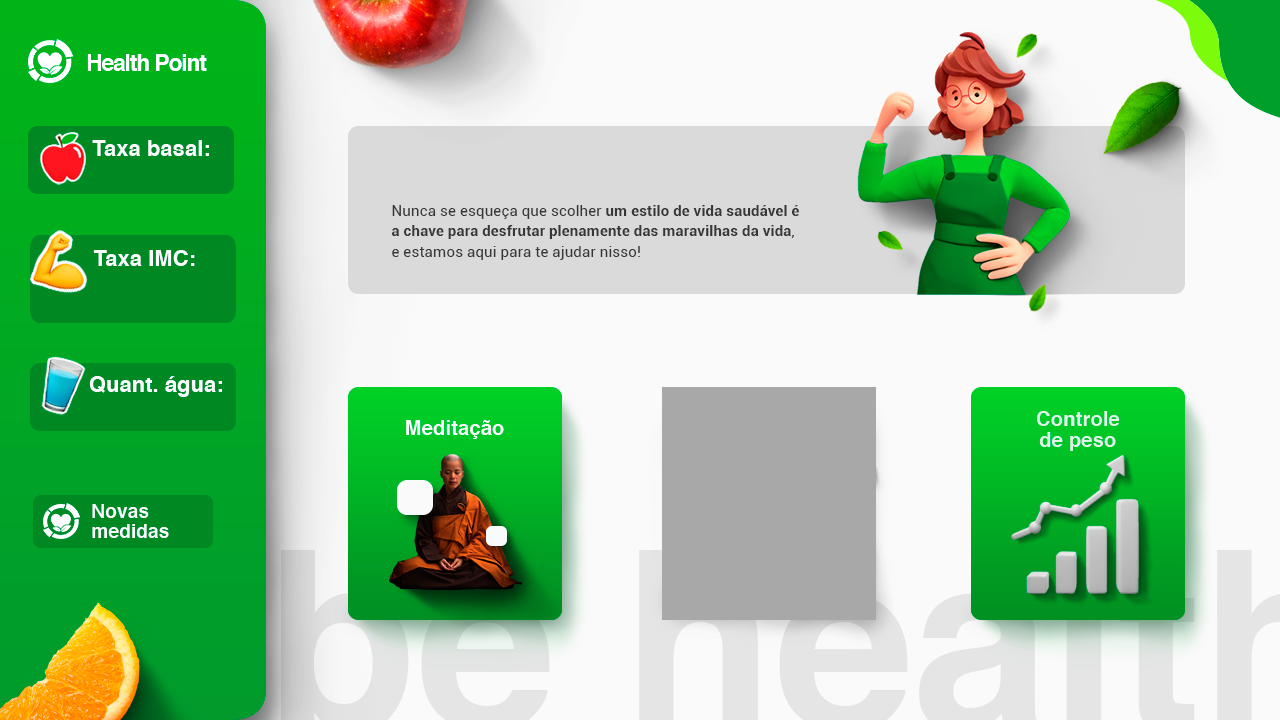 Health Point
Taxa basal:
Taxa IMC:
Quant. água:
Novas
medidas
Nunca se esqueça que scolher um estilo de vida saudável é
a chave para desfrutar plenamente das maravilhas da vida,
e estamos aqui para te ajudar nisso!
Meditação
Controle
de peso
be health